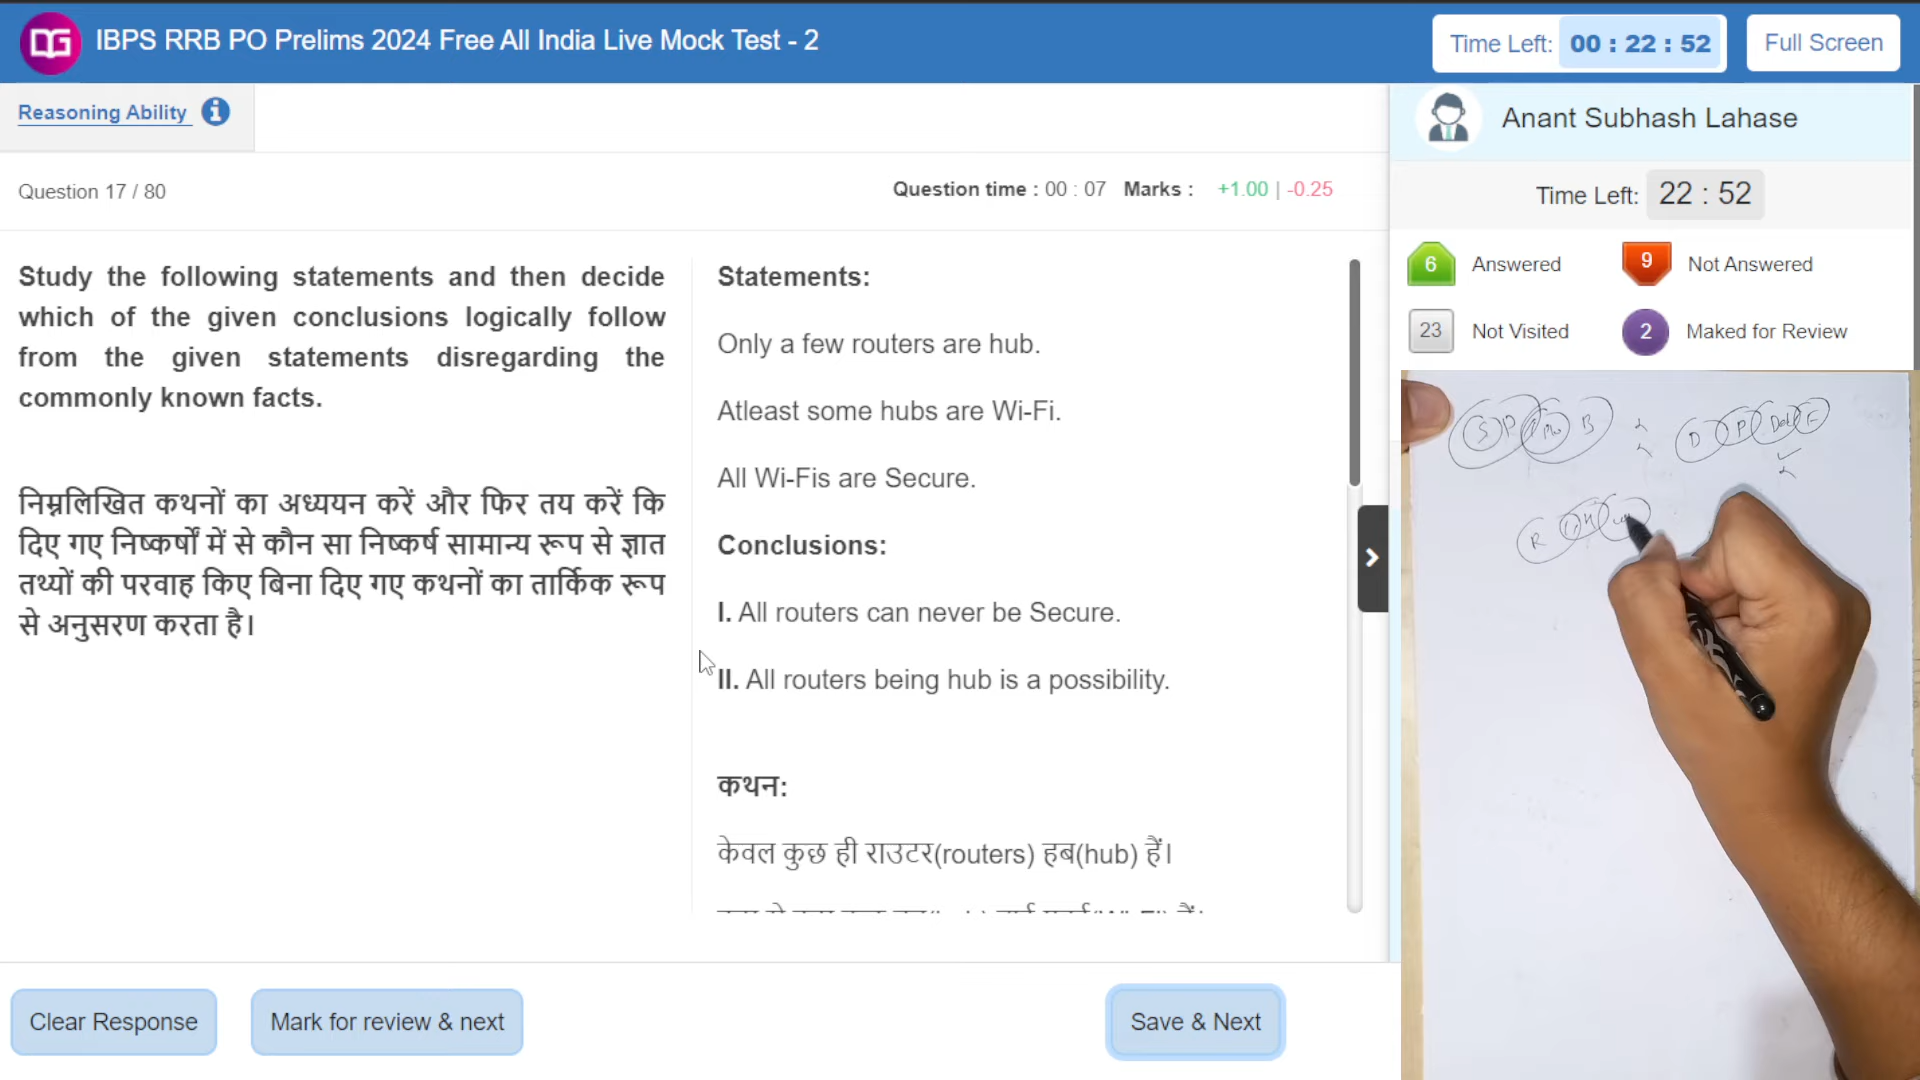 IBPS RRB PO Prelims 2024 Free All India Live Mock Test - 2
Time Left: 00 : 22 : 52
Full Screen
Reasoning Ability
Anant Subhash Lahase
Question 17 / 80
Question time : 00 : 07 Marks : +1.00 | -0.25
Time Left: 22 : 52
6 Answered
9 Not Answered
23 Not Visited
2 Maked for Review
Study the following statements and then decide
which of the given conclusions logically follow
from the given statements disregarding the
commonly known facts.
निम्नलिखित कथनों का अध्ययन करें और फिर तय करें कि
दिए गए निष्कर्षों में से कौन सा निष्कर्ष सामान्य रूप से ज्ञात
तथ्यों की परवाह किए बिना दिए गए कथनों का तार्किक रूप
से अनुसरण करता है।
Statements:
Only a few routers are hub.
Atleast some hubs are Wi-Fi.
All Wi-Fis are Secure.
Conclusions:
I. All routers can never be Secure.
II. All routers being hub is a possibility.
कथन:
केवल कुछ ही राउटर(routers) हब(hub) हैं।
S P B
D P F
R
Clear Response
Mark for review & next
Save & Next